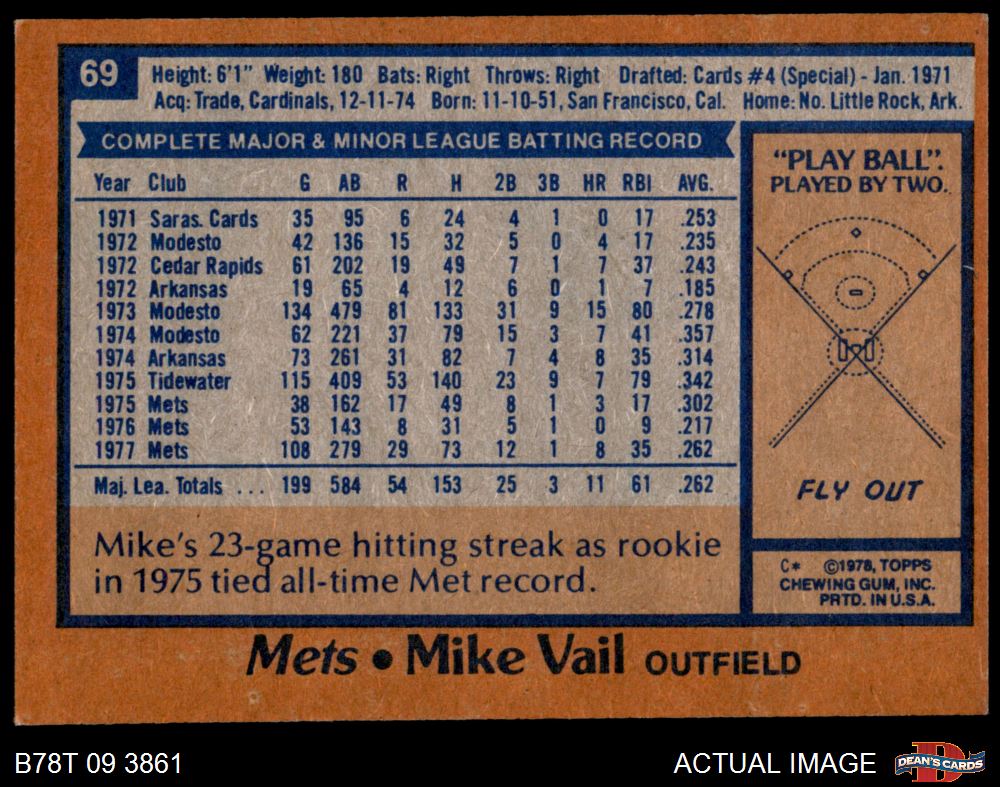 69
Height: 6'1" Weight: 180 Bats: Right Throws: Right Drafted: Cards #4 (Special) - Jan. 1971
Acq: Trade, Cardinals, 12-11-74 Born: 11-10-51, San Francisco, Cal. Home: No. Little Rock, Ark.
COMPLETE MAJOR & MINOR LEAGUE BATTING RECORD
Year Club G AB R H 2B 3B HR RBI AVG.
1971 Saras. Cards 35 95 6 24 4 1 0 17 .253
1972 Modesto 42 136 15 32 5 0 4 17 .235
1972 Cedar Rapids 61 202 19 49 7 1 7 37 .243
1972 Arkansas 19 65 4 12 6 0 1 7 .185
1973 Modesto 134 479 81 133 31 9 15 80 .278
1974 Modesto 62 221 37 79 15 3 7 41 .357
1974 Arkansas 73 261 31 82 7 4 8 35 .314
1975 Tidewater 115 409 53 140 23 9 7 79 .342
1975 Mets 38 162 17 49 8 1 3 17 .302
1976 Mets 53 143 8 31 5 1 0 9 .217
1977 Mets 108 279 29 73 12 1 8 35 .262
Maj. Lea. Totals ... 199 584 54 153 25 3 11 61 .262
Mike's 23-game hitting streak as rookie
in 1975 tied all-time Met record.
"PLAY BALL".
PLAYED BY TWO.
FLY OUT
C* ©1978, TOPPS
CHEWING GUM, INC.
PRTD. IN U.S.A.
Mets • Mike Vail OUTFIELD
B78T 09 3861
ACTUAL IMAGE
D
DEAN'S CARDS